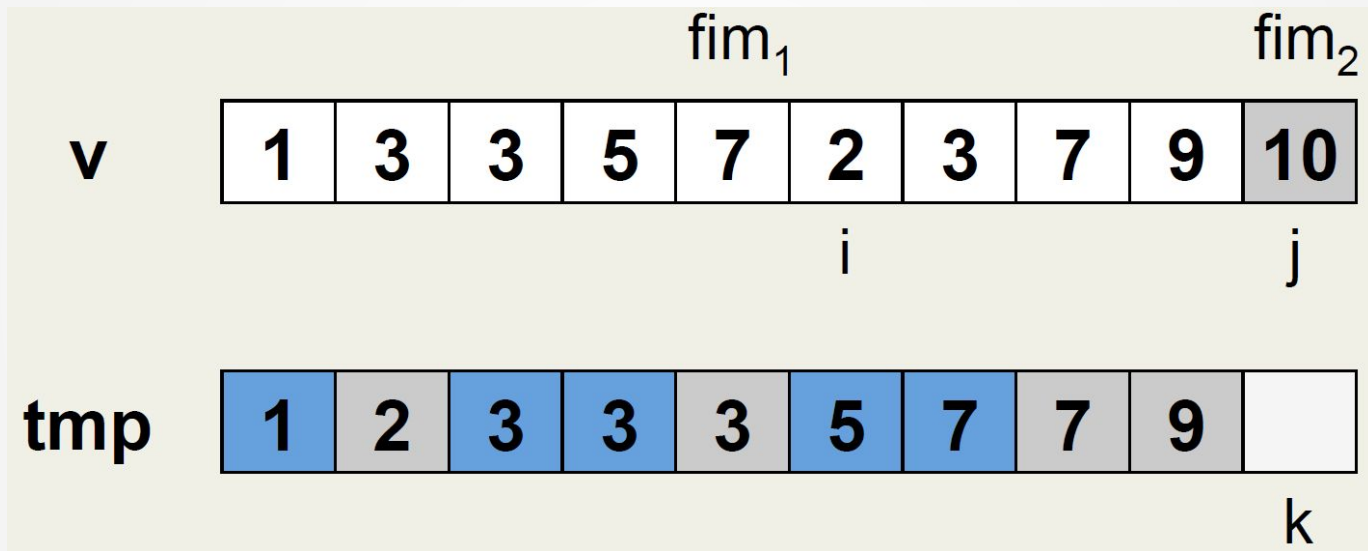 fim₁ fim₂
v 1 3 3 5 7 2 3 7 9 10
i j
tmp 1 2 3 3 3 5 7 7 9
k